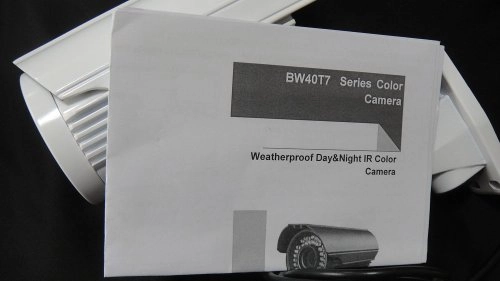 BW40T7 Series Color
Camera
Weatherproof Day&Night IR Color
Camera